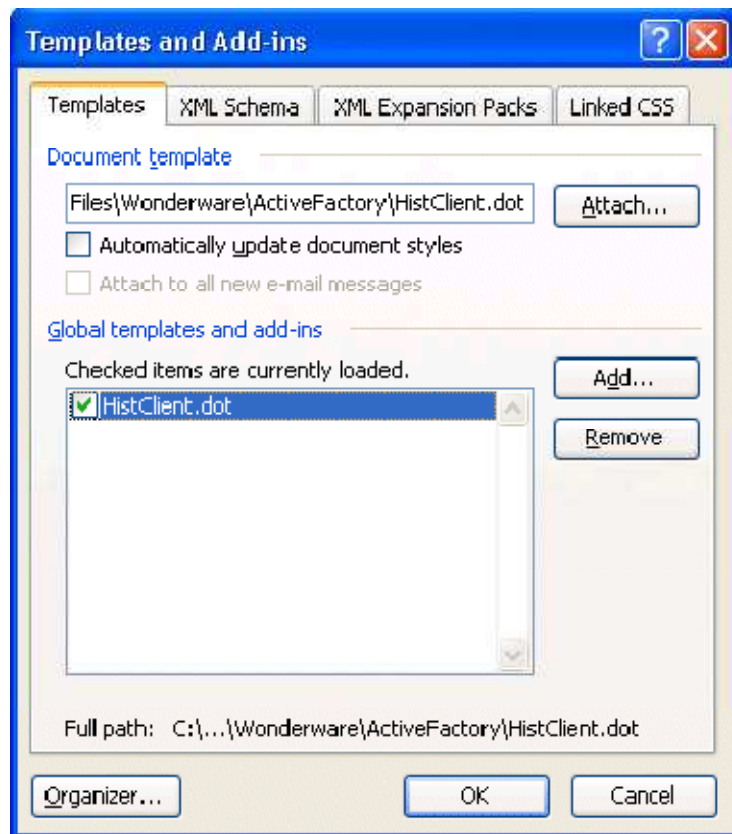 Templates and Add-ins
Templates XML Schema XML Expansion Packs Linked CSS
Document template
Files\Wonderware\ActiveFactory\HistClient.dot Attach...
Automatically update document styles
Attach to all new e-mail messages
Global templates and add-ins
Checked items are currently loaded.
Add...
HistClient.dot
Remove
Full path: C:\...\Wonderware\ActiveFactory\HistClient.dot
Organizer... OK Cancel